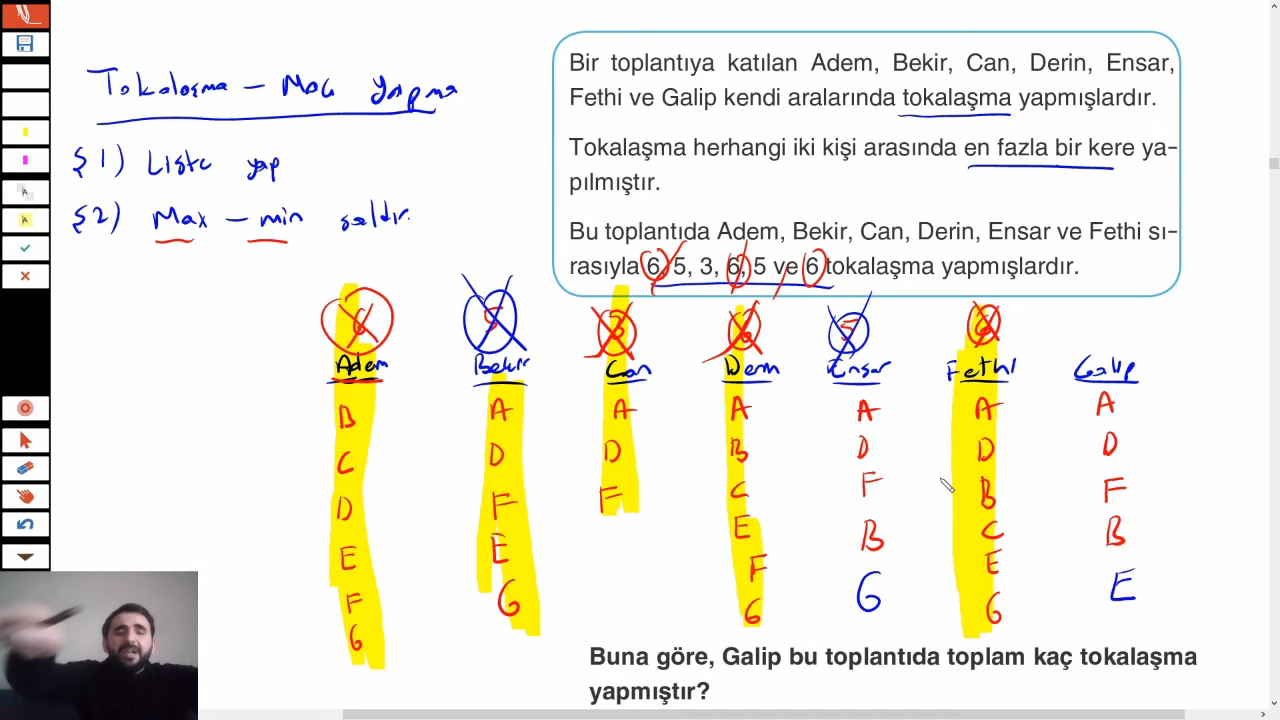 Tokalaşma – Maç yapma
§1) Liste yap
§2) Max – min saldır.
Bir toplantıya katılan Adem, Bekir, Can, Derin, Ensar,
Fethi ve Galip kendi aralarında tokalaşma yapmışlardır.
Tokalaşma herhangi iki kişi arasında en fazla bir kere ya-
pılmıştır.
Bu toplantıda Adem, Bekir, Can, Derin, Ensar ve Fethi sı-
rasıyla 6, 5, 3, 6, 5 ve 6 tokalaşma yapmışlardır.
6 5 3 6 5 6
Adem Bekir Can Derin Ensar Fethi Galip
B A A A A A A
C D D B D D D
D F F C F B F
E E E B C B
F G F G E E
G G G
Buna göre, Galip bu toplantıda toplam kaç tokalaşma
yapmıştır?